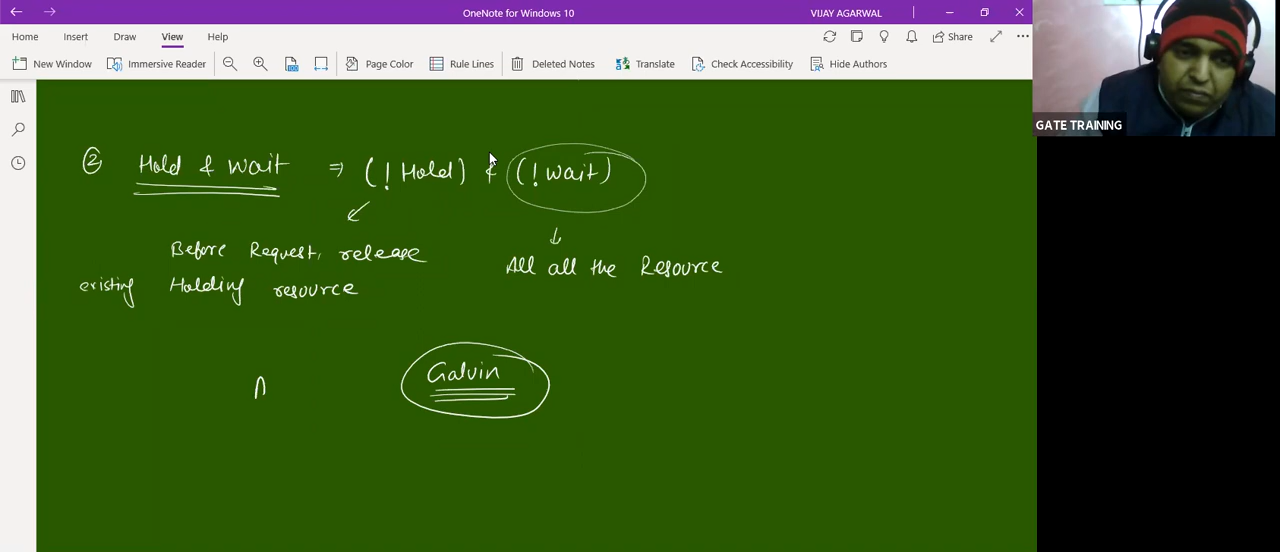 OneNote for Windows 10
VIJAY AGARWAL
Home Insert Draw View Help
Share
New Window Immersive Reader Page Color Rule Lines Deleted Notes Translate Check Accessibility Hide Authors
GATE TRAINING
② Hold & Wait ⇒ (! Hold) & (! Wait)
Before Request, release
existing Holding resource
All all the Resource
Galvin